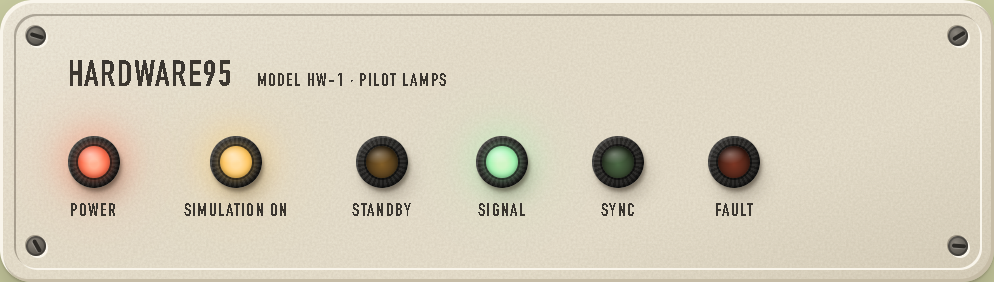 HARDWARE95 MODEL HW-1 · PILOT LAMPS
POWER SIMULATION ON STANDBY SIGNAL SYNC FAULT